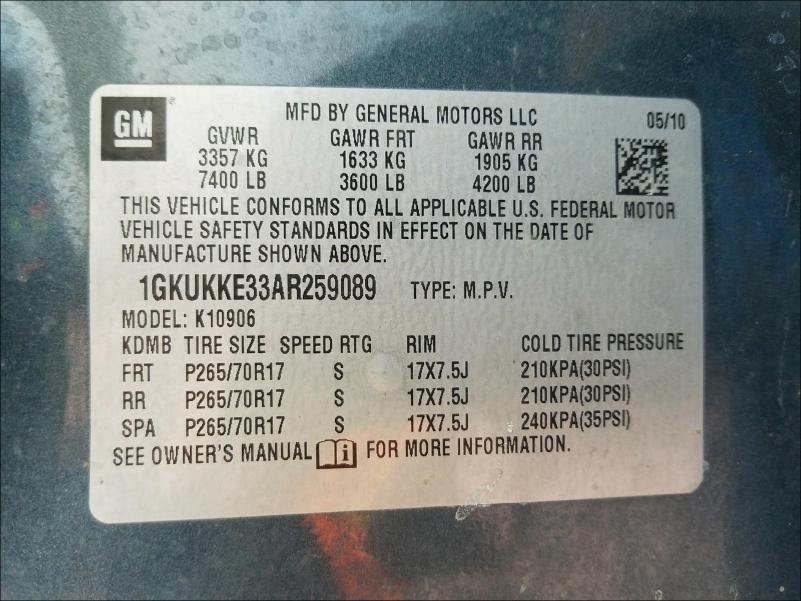 GM
MFD BY GENERAL MOTORS LLC
05/10
GVWR GAWR FRT GAWR RR
3357 KG 1633 KG 1905 KG
7400 LB 3600 LB 4200 LB
THIS VEHICLE CONFORMS TO ALL APPLICABLE U.S. FEDERAL MOTOR
VEHICLE SAFETY STANDARDS IN EFFECT ON THE DATE OF
MANUFACTURE SHOWN ABOVE.
1GKUKKE33AR259089 TYPE: M.P.V.
MODEL: K10906
KDMB TIRE SIZE SPEED RTG RIM COLD TIRE PRESSURE
FRT P265/70R17 S 17X7.5J 210KPA(30PSI)
RR P265/70R17 S 17X7.5J 210KPA(30PSI)
SPA P265/70R17 S 17X7.5J 240KPA(35PSI)
SEE OWNER'S MANUAL i FOR MORE INFORMATION.